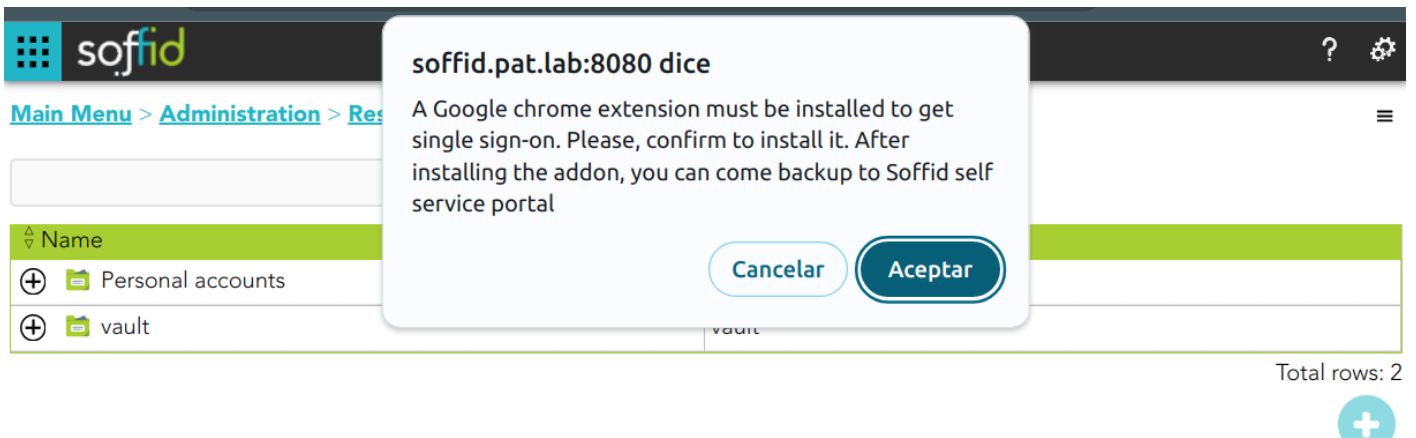 soffid
?
Main Menu > Administration > Res
soffid.pat.lab:8080 dice
A Google chrome extension must be installed to get
single sign-on. Please, confirm to install it. After
installing the addon, you can come backup to Soffid self
service portal
Cancelar
Aceptar
Name
Personal accounts
vault
vault
Total rows: 2